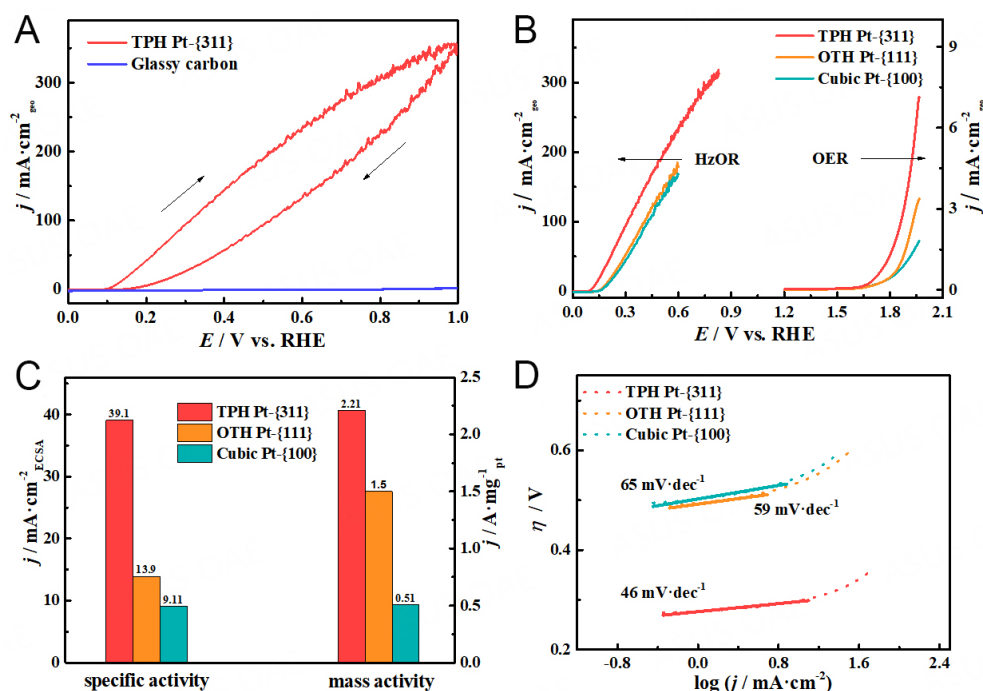 A
TPH Pt-{311}
Glassy carbon
j / mA·cm⁻²geo
300
200
100
0
0.0 0.2 0.4 0.6 0.8 1.0
E / V vs. RHE
B
TPH Pt-{311}
OTH Pt-{111}
Cubic Pt-{100}
HzOR
OER
j / mA·cm⁻²geo
350
300
250
200
150
100
50
0
9
6
3
0
j / mA·cm⁻²geo
0.0 0.3 0.6 0.9 1.2 1.5 1.8 2.1
E / V vs. RHE
C
TPH Pt-{311}
OTH Pt-{111}
Cubic Pt-{100}
39.1
13.9
9.11
2.21
1.5
0.51
j / mA·cm⁻²ECSA
40
30
20
10
0
2.5
2.0
1.5
1.0
0.5
0.0
j / A·mg⁻¹pt
specific activity mass activity
D
TPH Pt-{311}
OTH Pt-{111}
Cubic Pt-{100}
65 mV·dec⁻¹
59 mV·dec⁻¹
46 mV·dec⁻¹
η / V
0.6
0.4
0.2
-0.8 0.0 0.8 1.6 2.4
log (j / mA·cm⁻²)